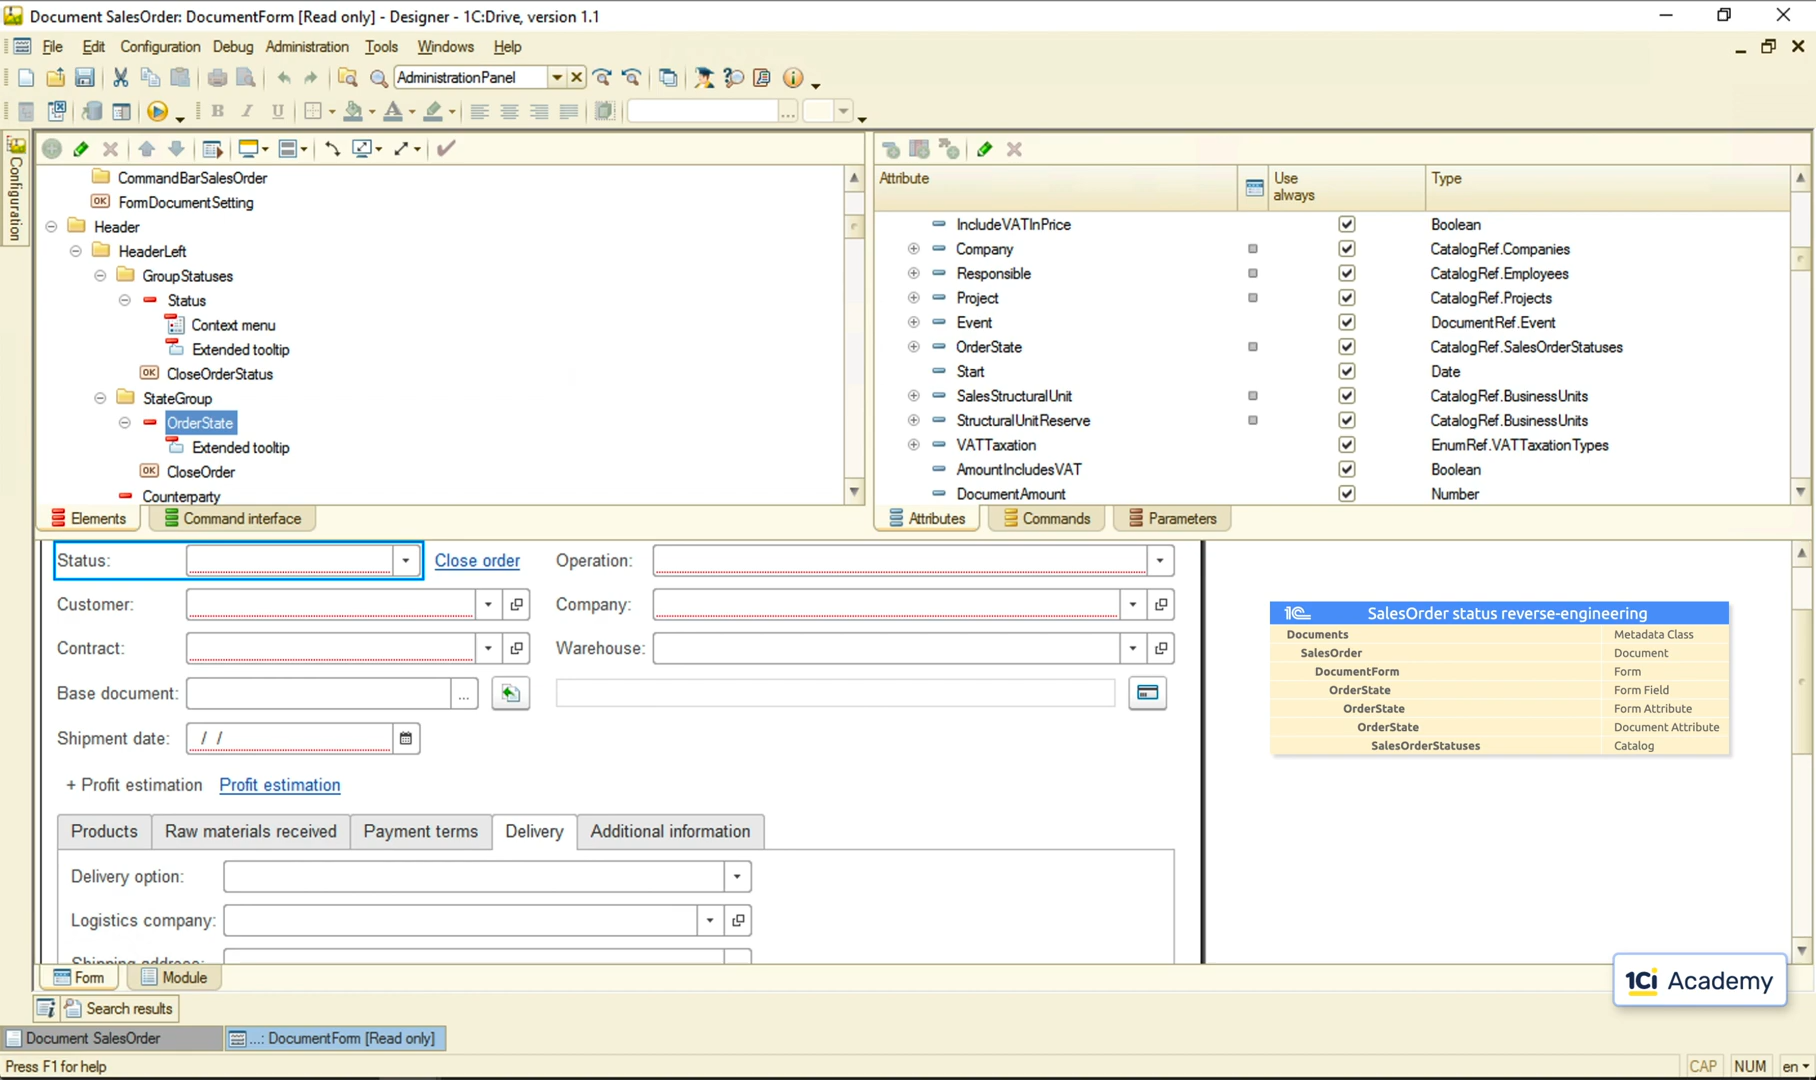 Document SalesOrder: DocumentForm [Read only] - Designer - 1C:Drive, version 1.1
File Edit Configuration Debug Administration Tools Windows Help
AdministrationPanel
B I U A
Configuration
CommandBarSalesOrder
OK FormDocumentSetting
Header
HeaderLeft
GroupStatuses
Status
Context menu
Extended tooltip
OK CloseOrderStatus
StateGroup
OrderState
Extended tooltip
OK CloseOrder
Counterparty
Elements Command interface
Attribute Use always Type
IncludeVATInPrice Boolean
Company CatalogRef.Companies
Responsible CatalogRef.Employees
Project CatalogRef.Projects
Event DocumentRef.Event
OrderState CatalogRef.SalesOrderStatuses
Start Date
SalesStructuralUnit CatalogRef.BusinessUnits
StructuralUnitReserve CatalogRef.BusinessUnits
VATTaxation EnumRef.VATTaxationTypes
AmountIncludesVAT Boolean
DocumentAmount Number
Attributes Commands Parameters
Status: Close order Operation:
Customer: Company:
Contract: Warehouse:
Base document: ...
Shipment date: / /
+ Profit estimation Profit estimation
Products Raw materials received Payment terms Delivery Additional information
Delivery option:
Logistics company:
Shipping address:
1C SalesOrder status reverse-engineering
Documents Metadata Class
SalesOrder Document
DocumentForm Form
OrderState Form Field
OrderState Form Attribute
OrderState Document Attribute
SalesOrderStatuses Catalog
Form Module
1Ci Academy
Search results
Document SalesOrder ...: DocumentForm [Read only]
Press F1 for help CAP NUM en